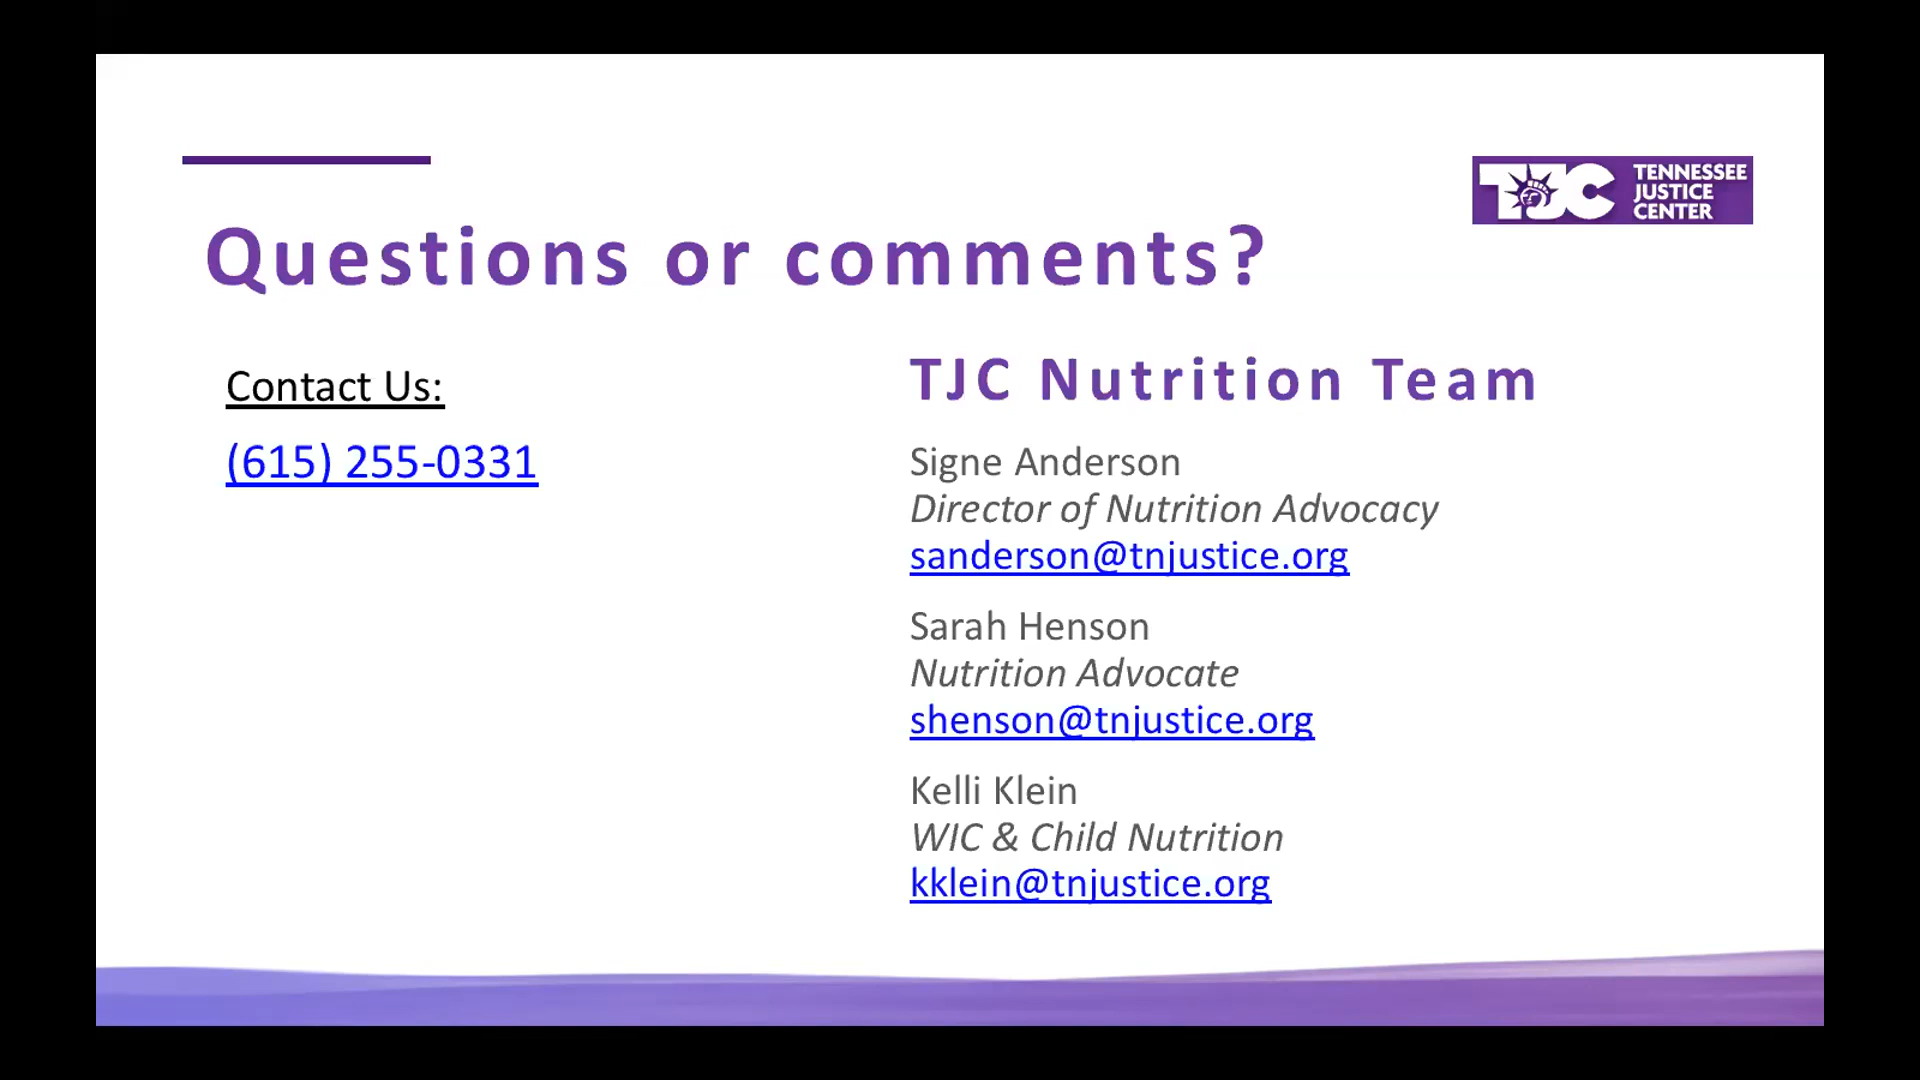 TJC TENNESSEE
JUSTICE
CENTER
Questions or comments?
Contact Us:
(615) 255-0331
TJC Nutrition Team
Signe Anderson
Director of Nutrition Advocacy
sanderson@tnjustice.org
Sarah Henson
Nutrition Advocate
shenson@tnjustice.org
Kelli Klein
WIC & Child Nutrition
kklein@tnjustice.org